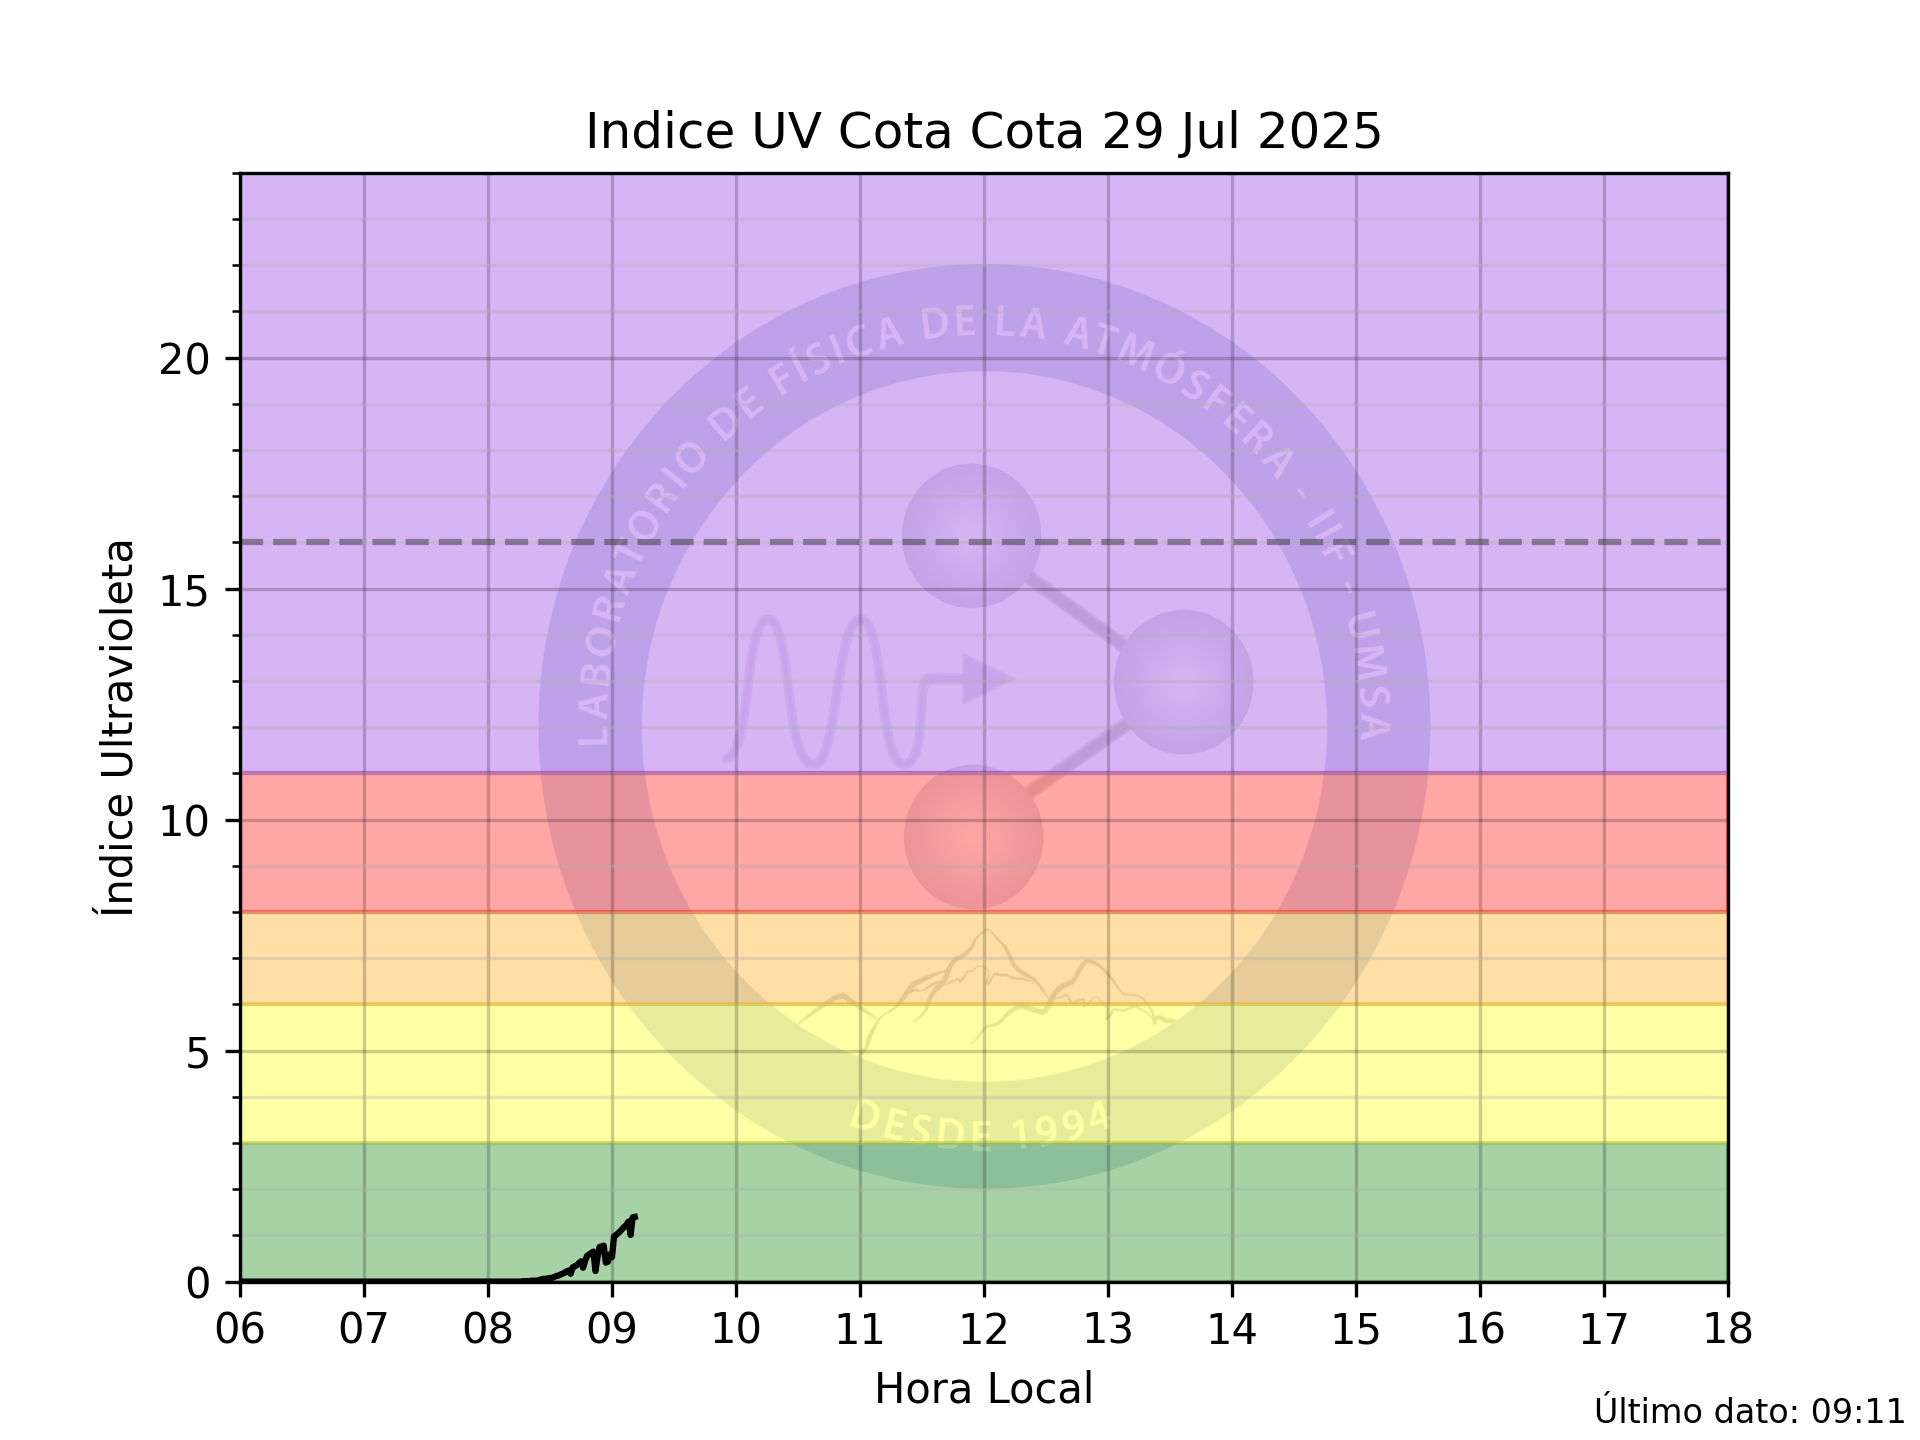 Indice UV Cota Cota 29 Jul 2025
Índice Ultravioleta
20
15
10
5
0
LABORATORIO DE FÍSICA DE LA ATMÓSFERA - IIF - UMSA
DESDE 1994
06 07 08 09 10 11 12 13 14 15 16 17 18
Hora Local
Último dato: 09:11